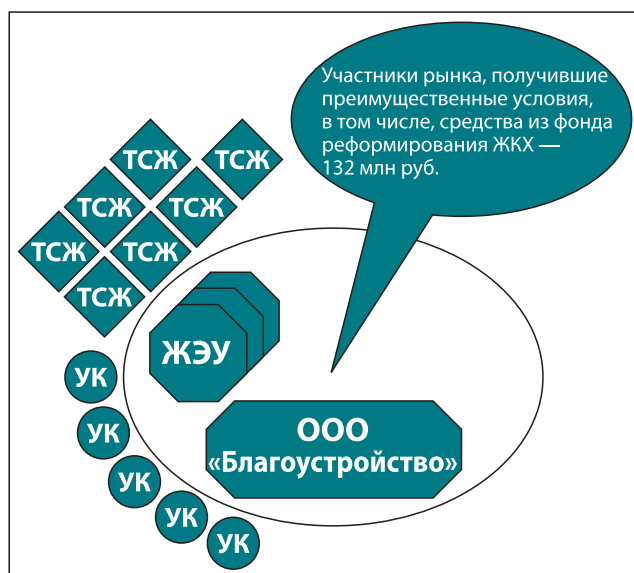 Участники рынка, получившие
преимущественные условия,
в том числе, средства из фонда
реформирования ЖКХ —
132 млн руб.
ТСЖ
ТСЖ
ТСЖ
ТСЖ
ТСЖ
ТСЖ
ТСЖ
ЖЭУ
УК
УК
УК
УК
УК
ООО
«Благоустройство»